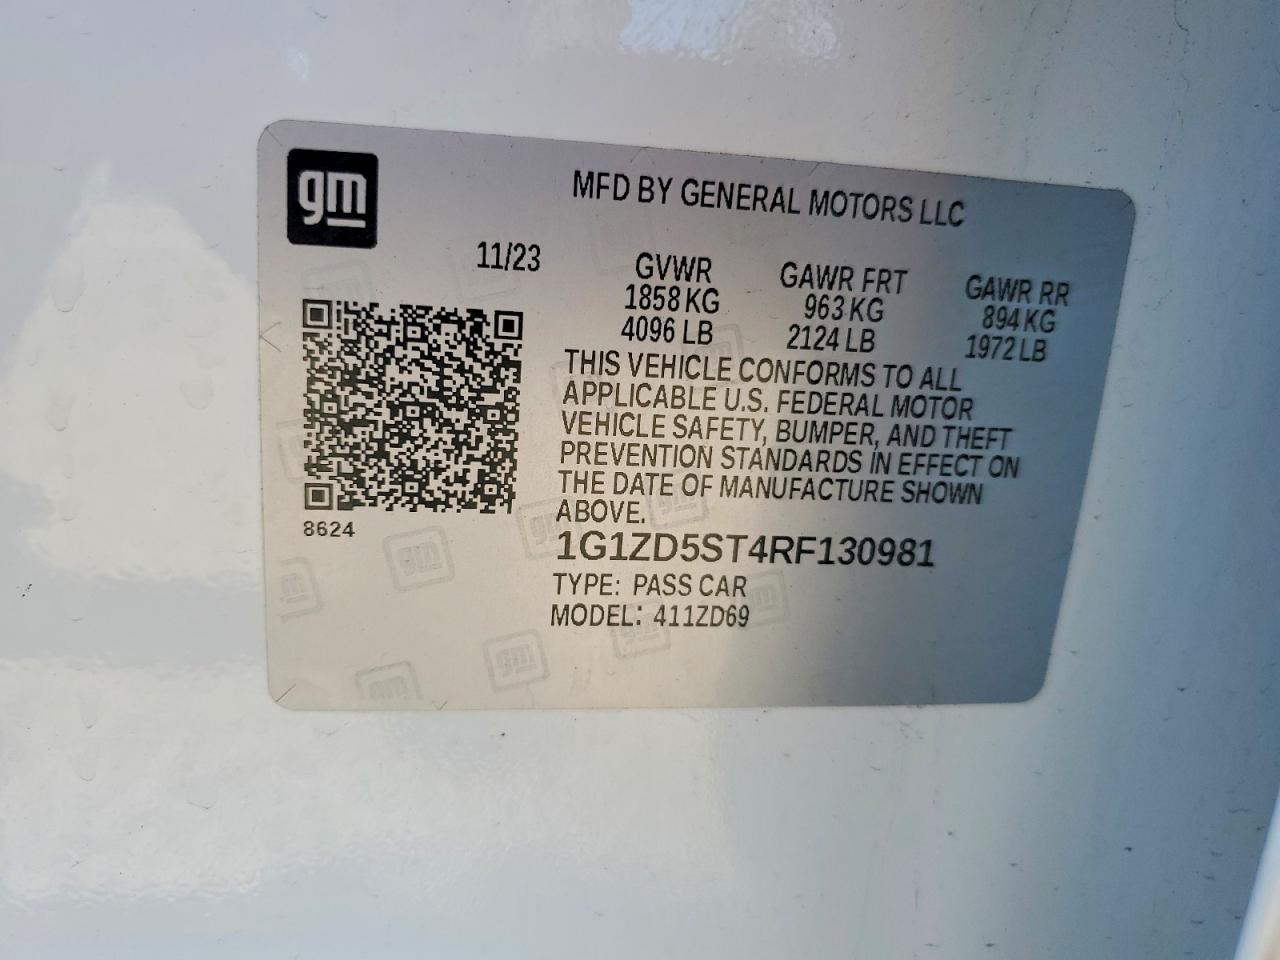 gm
MFD BY GENERAL MOTORS LLC
11/23
GVWR GAWR FRT GAWR RR
1858 KG 963 KG 894 KG
4096 LB 2124 LB 1972 LB
THIS VEHICLE CONFORMS TO ALL
APPLICABLE U.S. FEDERAL MOTOR
VEHICLE SAFETY, BUMPER, AND THEFT
PREVENTION STANDARDS IN EFFECT ON
THE DATE OF MANUFACTURE SHOWN
ABOVE.
8624
1G1ZD5ST4RF130981
TYPE: PASS CAR
MODEL: 411ZD69